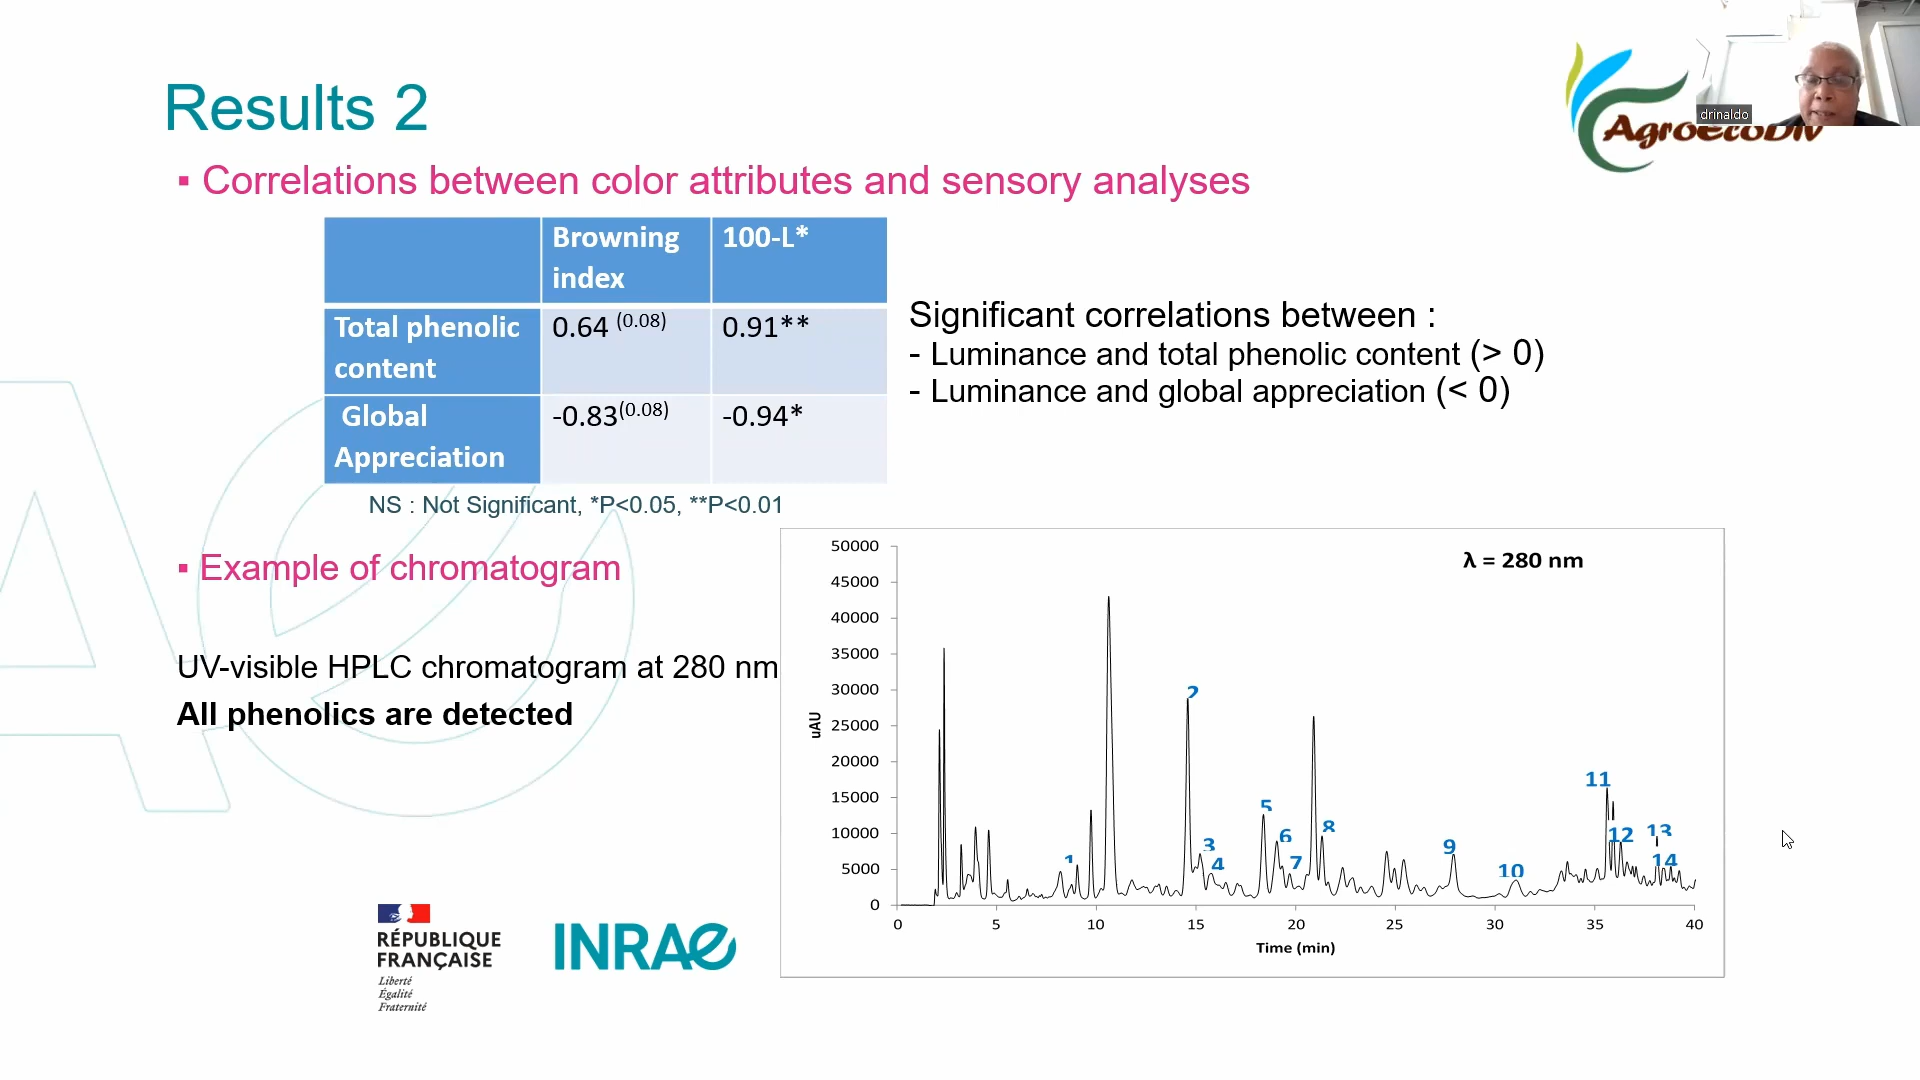 Results 2
drinaldo
AgroEcoDiv
▪ Correlations between color attributes and sensory analyses
Browning index
100-L*
Total phenolic content
0.64 (0.08)
0.91**
Global Appreciation
-0.83(0.08)
-0.94*
NS : Not Significant, *P<0.05, **P<0.01
Significant correlations between :
- Luminance and total phenolic content (> 0)
- Luminance and global appreciation (< 0)
▪ Example of chromatogram
UV-visible HPLC chromatogram at 280 nm
All phenolics are detected
λ = 280 nm
50000
45000
40000
35000
30000
25000
20000
15000
10000
5000
0
uAU
1
2
3
4
5
6
7
8
9
10
11
12
13
14
0 5 10 15 20 25 30 35 40
Time (min)
RÉPUBLIQUE
FRANÇAISE
Liberté
Égalité
Fraternité
INRAE